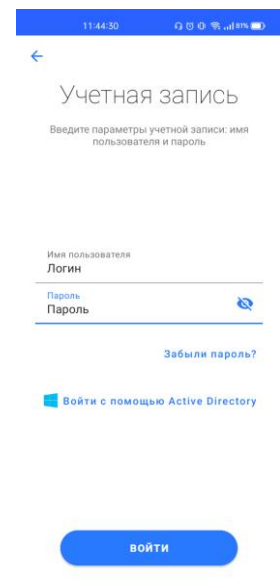 11:44:30 81%
Учетная запись
Введите параметры учетной записи: имя
пользователя и пароль
Имя пользователя
Логин
Пароль
Пароль
Забыли пароль?
Войти с помощью Active Directory
ВОЙТИ